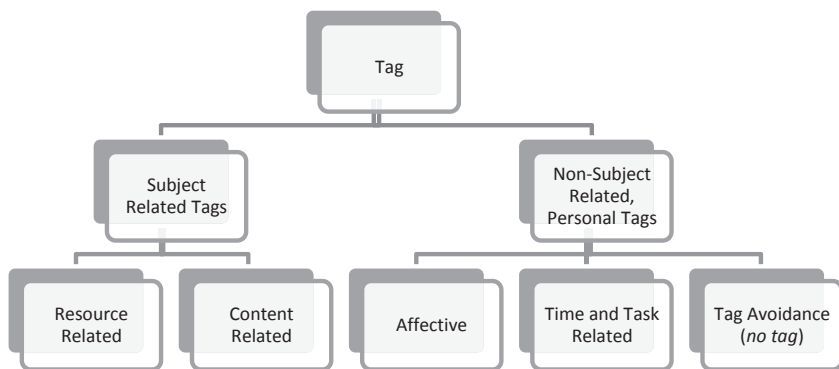 Tag
Subject
Related Tags
Non-Subject
Related,
Personal Tags
Resource
Related
Content
Related
Affective
Time and Task
Related
Tag Avoidance
(no tag)